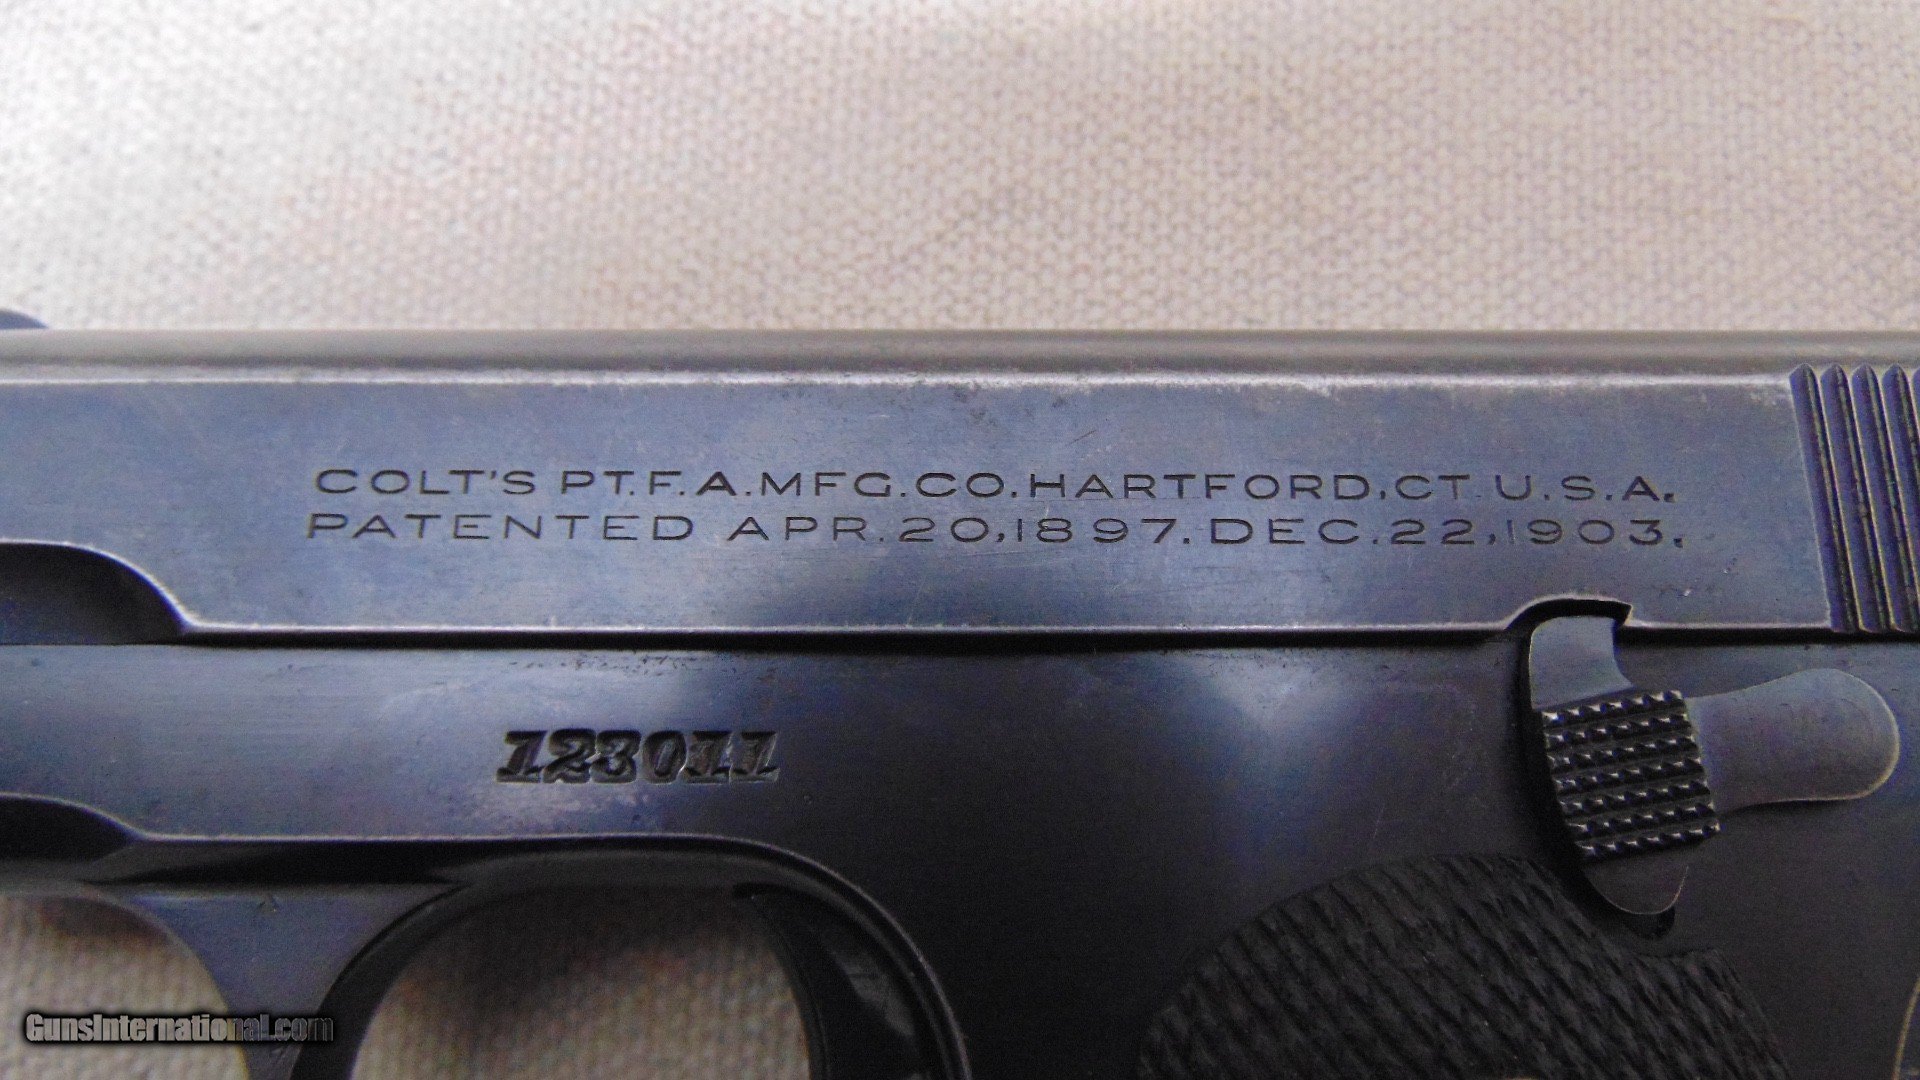 COLT'S PT.F.A.MFG.CO.HARTFORD,CT.U.S.A.
PATENTED APR.20,1897.DEC.22,1903.
123011
GunsInternational.com